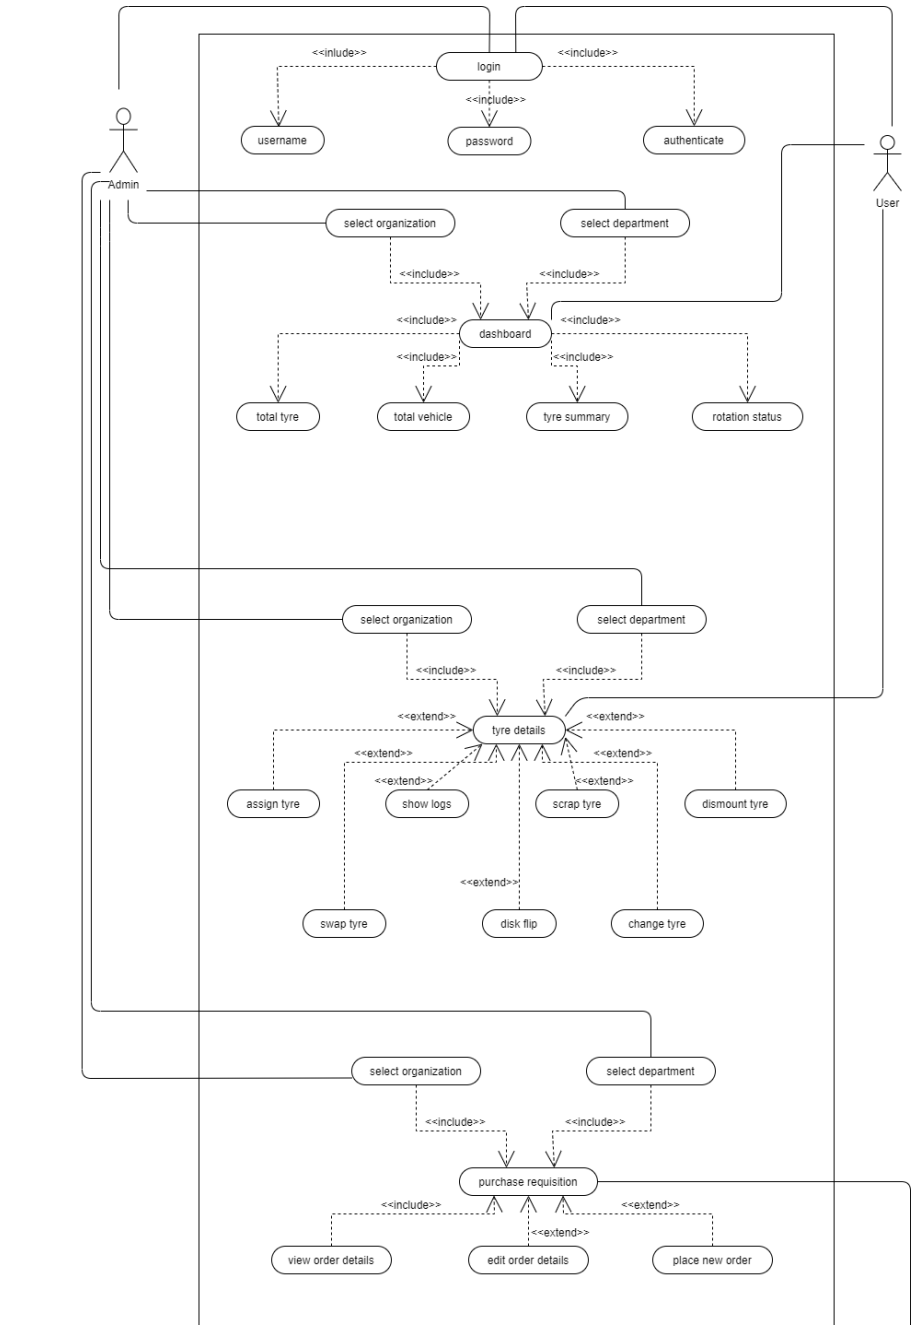 <<inlude>>
<<include>>
login
<<include>>
username
password
authenticate
Admin
User
select organization
select department
<<include>>
<<include>>
<<include>>
<<include>>
dashboard
<<include>>
<<include>>
total tyre
total vehicle
tyre summary
rotation status
select organization
select department
<<include>>
<<include>>
<<extend>>
<<extend>>
tyre details
<<extend>>
<<extend>>
<<extend>>
<<extend>>
assign tyre
show logs
scrap tyre
dismount tyre
<<extend>>
swap tyre
disk flip
change tyre
select organization
select department
<<include>>
<<include>>
purchase requisition
<<include>>
<<extend>>
<<extend>>
view order details
edit order details
place new order